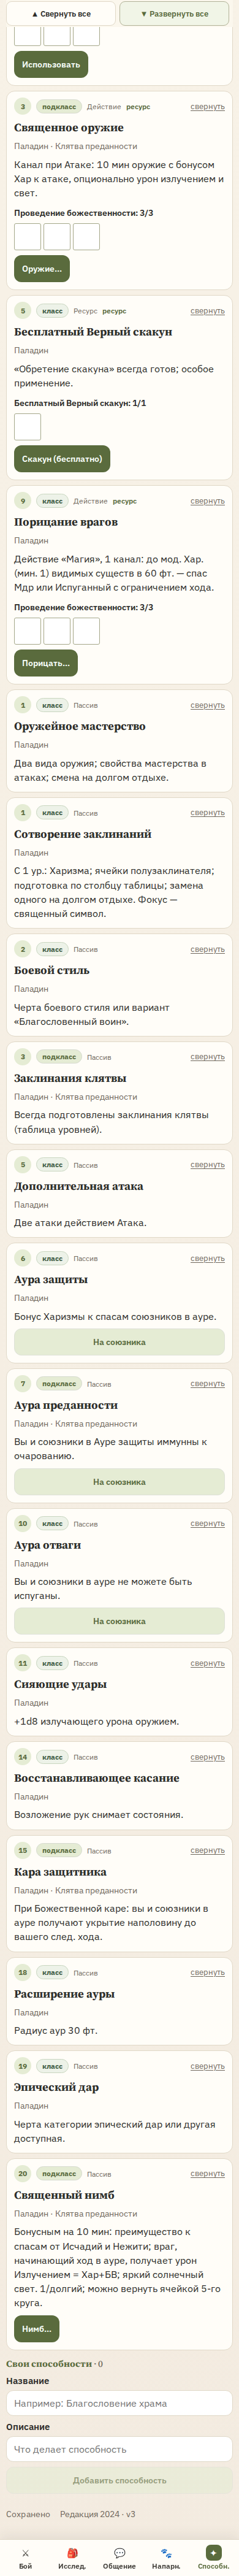 ▲ Свернуть все
▼ Развернуть все
Использовать
3 подкласс Действие ресурс свернуть
Священное оружие
Паладин · Клятва преданности
Канал при Атаке: 10 мин оружие с бонусом
Хар к атаке, опционально урон излучением и
свет.
Проведение божественности: 3/3
Оружие...
5 класс Ресурс ресурс свернуть
Бесплатный Верный скакун
Паладин
«Обретение скакуна» всегда готов; особое
применение.
Бесплатный Верный скакун: 1/1
Скакун (бесплатно)
9 класс Действие ресурс свернуть
Порицание врагов
Паладин
Действие «Магия», 1 канал: до мод. Хар.
(мин. 1) видимых существ в 60 фт. — спас
Мдр или Испуганный с ограничением хода.
Проведение божественности: 3/3
Порицать...
1 класс Пассив свернуть
Оружейное мастерство
Паладин
Два вида оружия; свойства мастерства в
атаках; смена на долгом отдыхе.
1 класс Пассив свернуть
Сотворение заклинаний
Паладин
С 1 ур.: Харизма; ячейки полузаклинателя;
подготовка по столбцу таблицы; замена
одного на долгом отдыхе. Фокус —
священный символ.
2 класс Пассив свернуть
Боевой стиль
Паладин
Черта боевого стиля или вариант
«Благословенный воин».
3 подкласс Пассив свернуть
Заклинания клятвы
Паладин · Клятва преданности
Всегда подготовлены заклинания клятвы
(таблица уровней).
5 класс Пассив свернуть
Дополнительная атака
Паладин
Две атаки действием Атака.
6 класс Пассив свернуть
Аура защиты
Паладин
Бонус Харизмы к спасам союзников в ауре.
На союзника
7 подкласс Пассив свернуть
Аура преданности
Паладин · Клятва преданности
Вы и союзники в Ауре защиты иммунны к
очарованию.
На союзника
10 класс Пассив свернуть
Аура отваги
Паладин
Вы и союзники в ауре не можете быть
испуганы.
На союзника
11 класс Пассив свернуть
Сияющие удары
Паладин
+1d8 излучающего урона оружием.
14 класс Пассив свернуть
Восстанавливающее касание
Паладин
Возложение рук снимает состояния.
15 подкласс Пассив свернуть
Кара защитника
Паладин · Клятва преданности
При Божественной каре: вы и союзники в
ауре получают укрытие наполовину до
вашего след. хода.
18 класс Пассив свернуть
Расширение ауры
Паладин
Радиус аур 30 фт.
19 класс Пассив свернуть
Эпический дар
Паладин
Черта категории эпический дар или другая
доступная.
20 подкласс Пассив свернуть
Священный нимб
Паладин · Клятва преданности
Бонусным на 10 мин: преимущество к
спасам от Исчадий и Нежити; враг,
начинающий ход в ауре, получает урон
Излучением = Хар+БВ; яркий солнечный
свет. 1/долгий; можно вернуть ячейкой 5-го
круга.
Нимб...
Свои способности · 0
Название
Например: Благословение храма
Описание
Что делает способность
Добавить способность
Сохранено Редакция 2024 · v3
Бой Исслед. Общение Напарн. Способн.